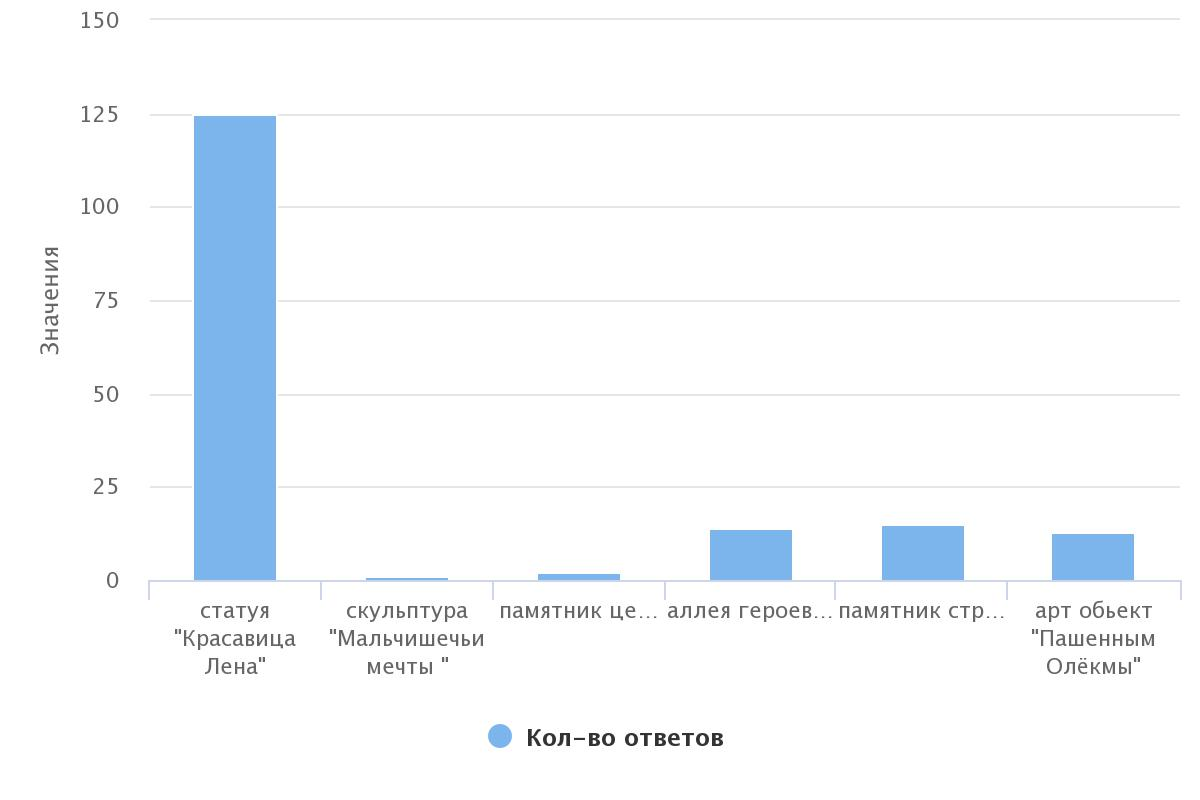 150
125
100
75
50
25
0
Значения
статуя
"Красавица
Лена"
скульптура
"Мальчишечьи
мечты "
памятник це...
аллея героев...
памятник стр...
арт обьект
"Пашенным
Олёкмы"
Кол-во ответов